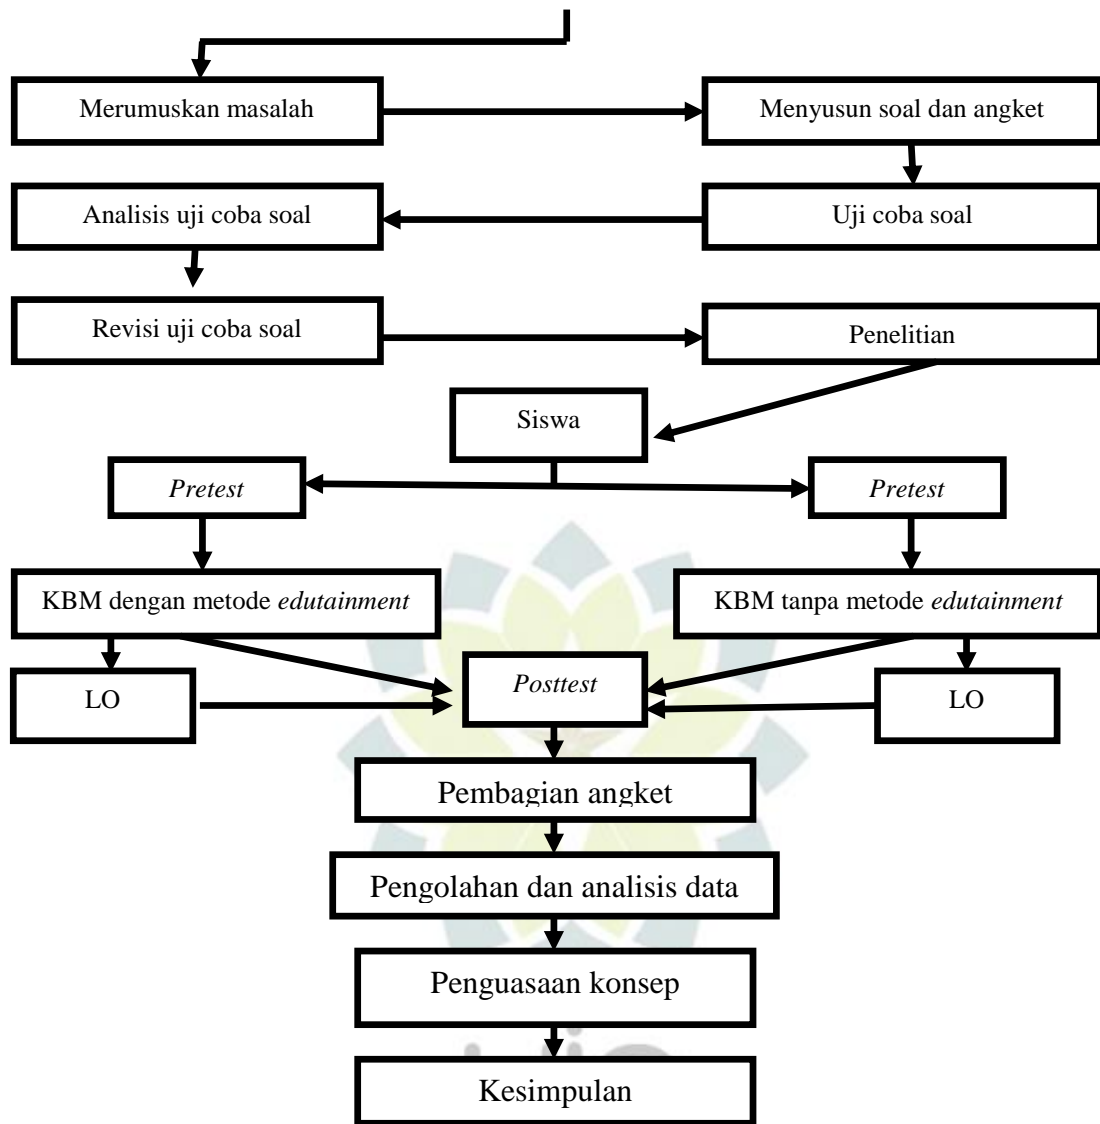 Merumuskan masalah
Menyusun soal dan angket
Analisis uji coba soal
Uji coba soal
Revisi uji coba soal
Penelitian
Siswa
Pretest
Pretest
KBM dengan metode edutainment
KBM tanpa metode edutainment
LO
Posttest
LO
Pembagian angket
Pengolahan dan analisis data
Penguasaan konsep
Kesimpulan